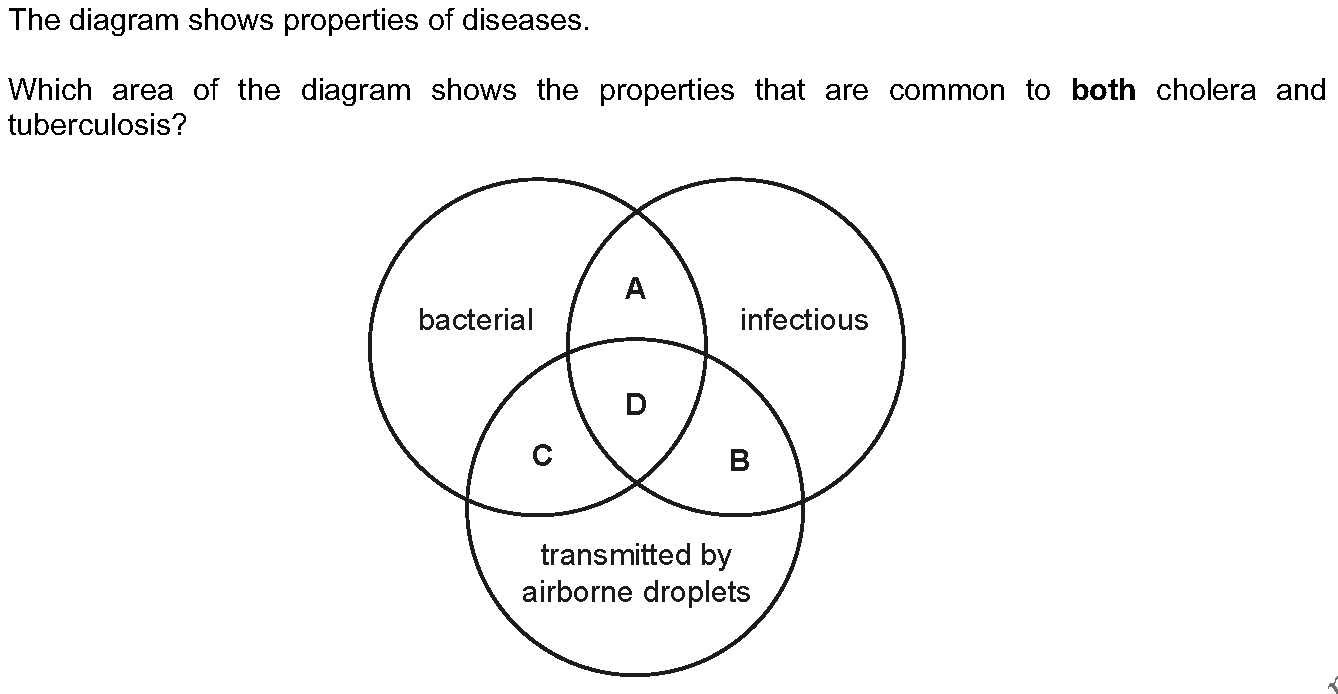 The diagram shows properties of diseases.
Which area of the diagram shows the properties that are common to both cholera and
tuberculosis?
A
bacterial
infectious
D
C
B
transmitted by
airborne droplets